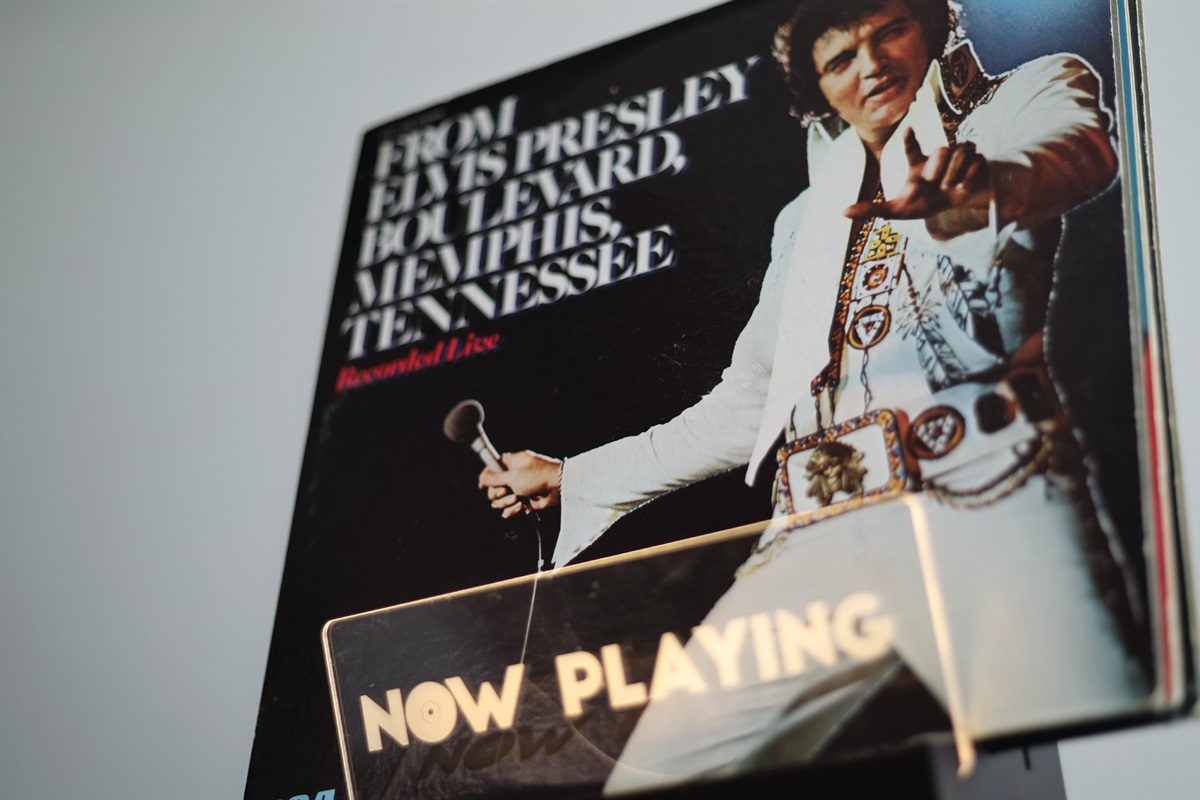 FROM
ELVIS PRESLEY
BOULEVARD,
MEMPHIS,
TENNESSEE
Recorded Live
NOW PLAYING